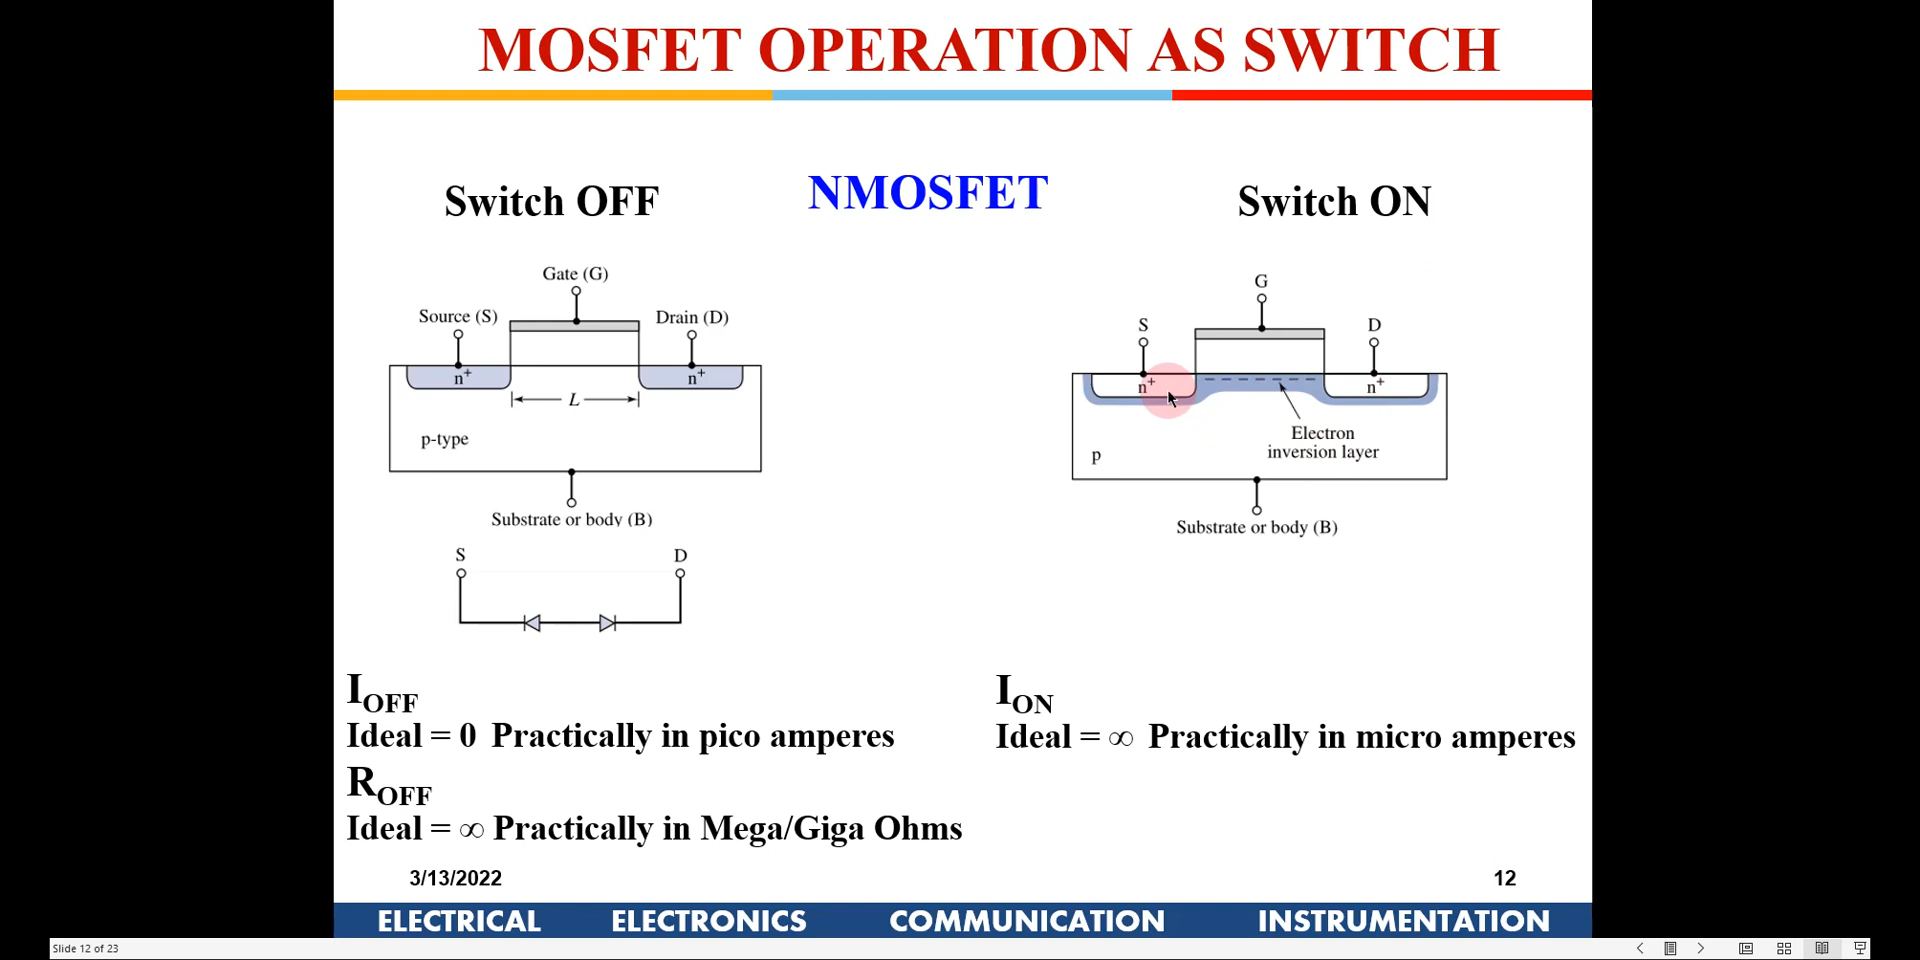 MOSFET OPERATION AS SWITCH
Switch OFF
NMOSFET
Switch ON
Gate (G)
Source (S)
Drain (D)
n+
n+
L
p-type
Substrate or body (B)
S
D
G
S
D
n+
n+
Electron
inversion layer
p
Substrate or body (B)
IOFF
Ideal = 0 Practically in pico amperes
ROFF
Ideal = ∞ Practically in Mega/Giga Ohms
ION
Ideal = ∞ Practically in micro amperes
3/13/2022
12
ELECTRICAL ELECTRONICS COMMUNICATION INSTRUMENTATION
Slide 12 of 23